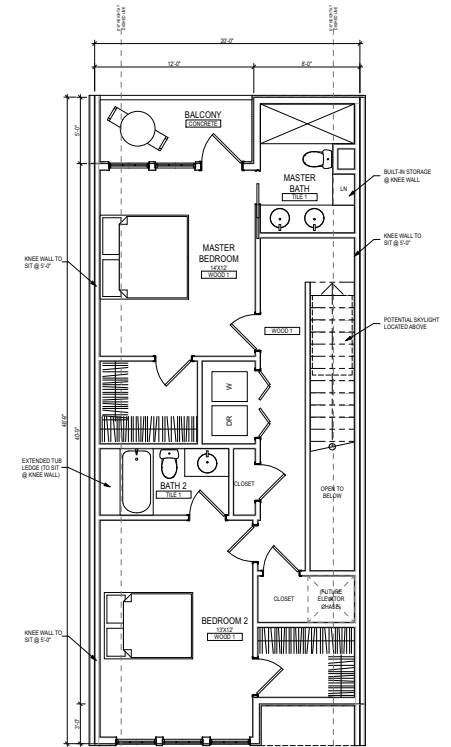 20'-0"
12'-0"
8'-0"
5'-0"
BALCONY
CONCRETE
MASTER
BATH
TILE 1
LN
BUILT-IN STORAGE
@ KNEE WALL
KNEE WALL TO
SIT @ 5'-0"
KNEE WALL TO
SIT @ 5'-0"
MASTER
BEDROOM
14'X12'
WOOD 1
WOOD 1
POTENTIAL SKYLIGHT
LOCATED ABOVE
W
DR
40'-9"
EXTENDED TUB
LEDGE (TO SIT
@ KNEE WALL)
BATH 2
TILE 1
CLOSET
OPEN TO
BELOW
CLOSET
(FUTURE
ELEVATOR
PHASE)
BEDROOM 2
13'X12'
WOOD 1
KNEE WALL TO
SIT @ 5'-0"
3'-0"